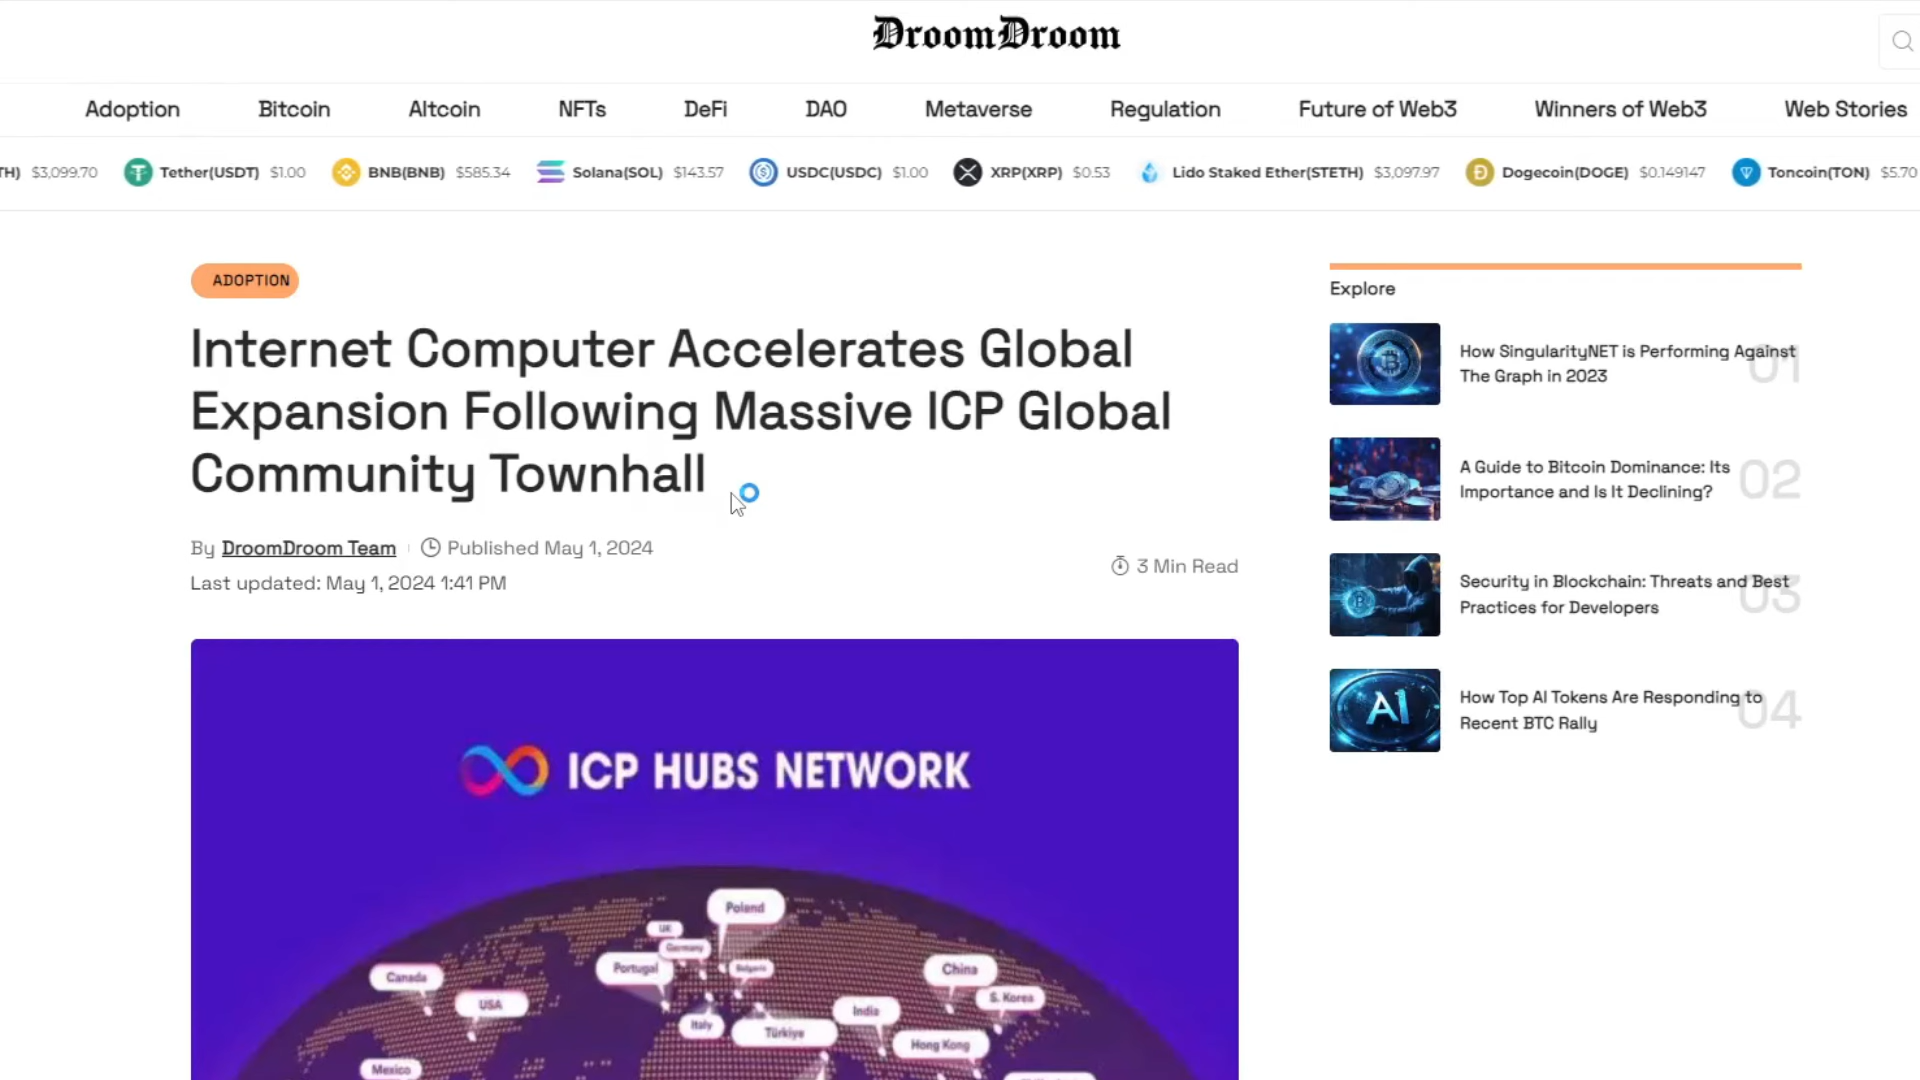 DroomDroom
Adoption Bitcoin Altcoin NFTs DeFi DAO Metaverse Regulation Future of Web3 Winners of Web3 Web Stories
TH) $3,099.70 Tether(USDT) $1.00 BNB(BNB) $585.34 Solana(SOL) $143.57 USDC(USDC) $1.00 XRP(XRP) $0.53 Lido Staked Ether(STETH) $3,097.97 Dogecoin(DOGE) $0.149147 Toncoin(TON) $5.70
ADOPTION
Internet Computer Accelerates Global
Expansion Following Massive ICP Global
Community Townhall
By DroomDroom Team Published May 1, 2024
Last updated: May 1, 2024 1:41 PM
3 Min Read
ICP HUBS NETWORK
Poland
UK
Germany
Portugal
Bulgaria
Canada
USA
China
S. Korea
India
Italy
Türkiye
Hong Kong
Mexico
Explore
How SingularityNET is Performing Against
The Graph in 2023
01
A Guide to Bitcoin Dominance: Its
Importance and Is It Declining?
02
Security in Blockchain: Threats and Best
Practices for Developers
03
AI
How Top AI Tokens Are Responding to
Recent BTC Rally
04